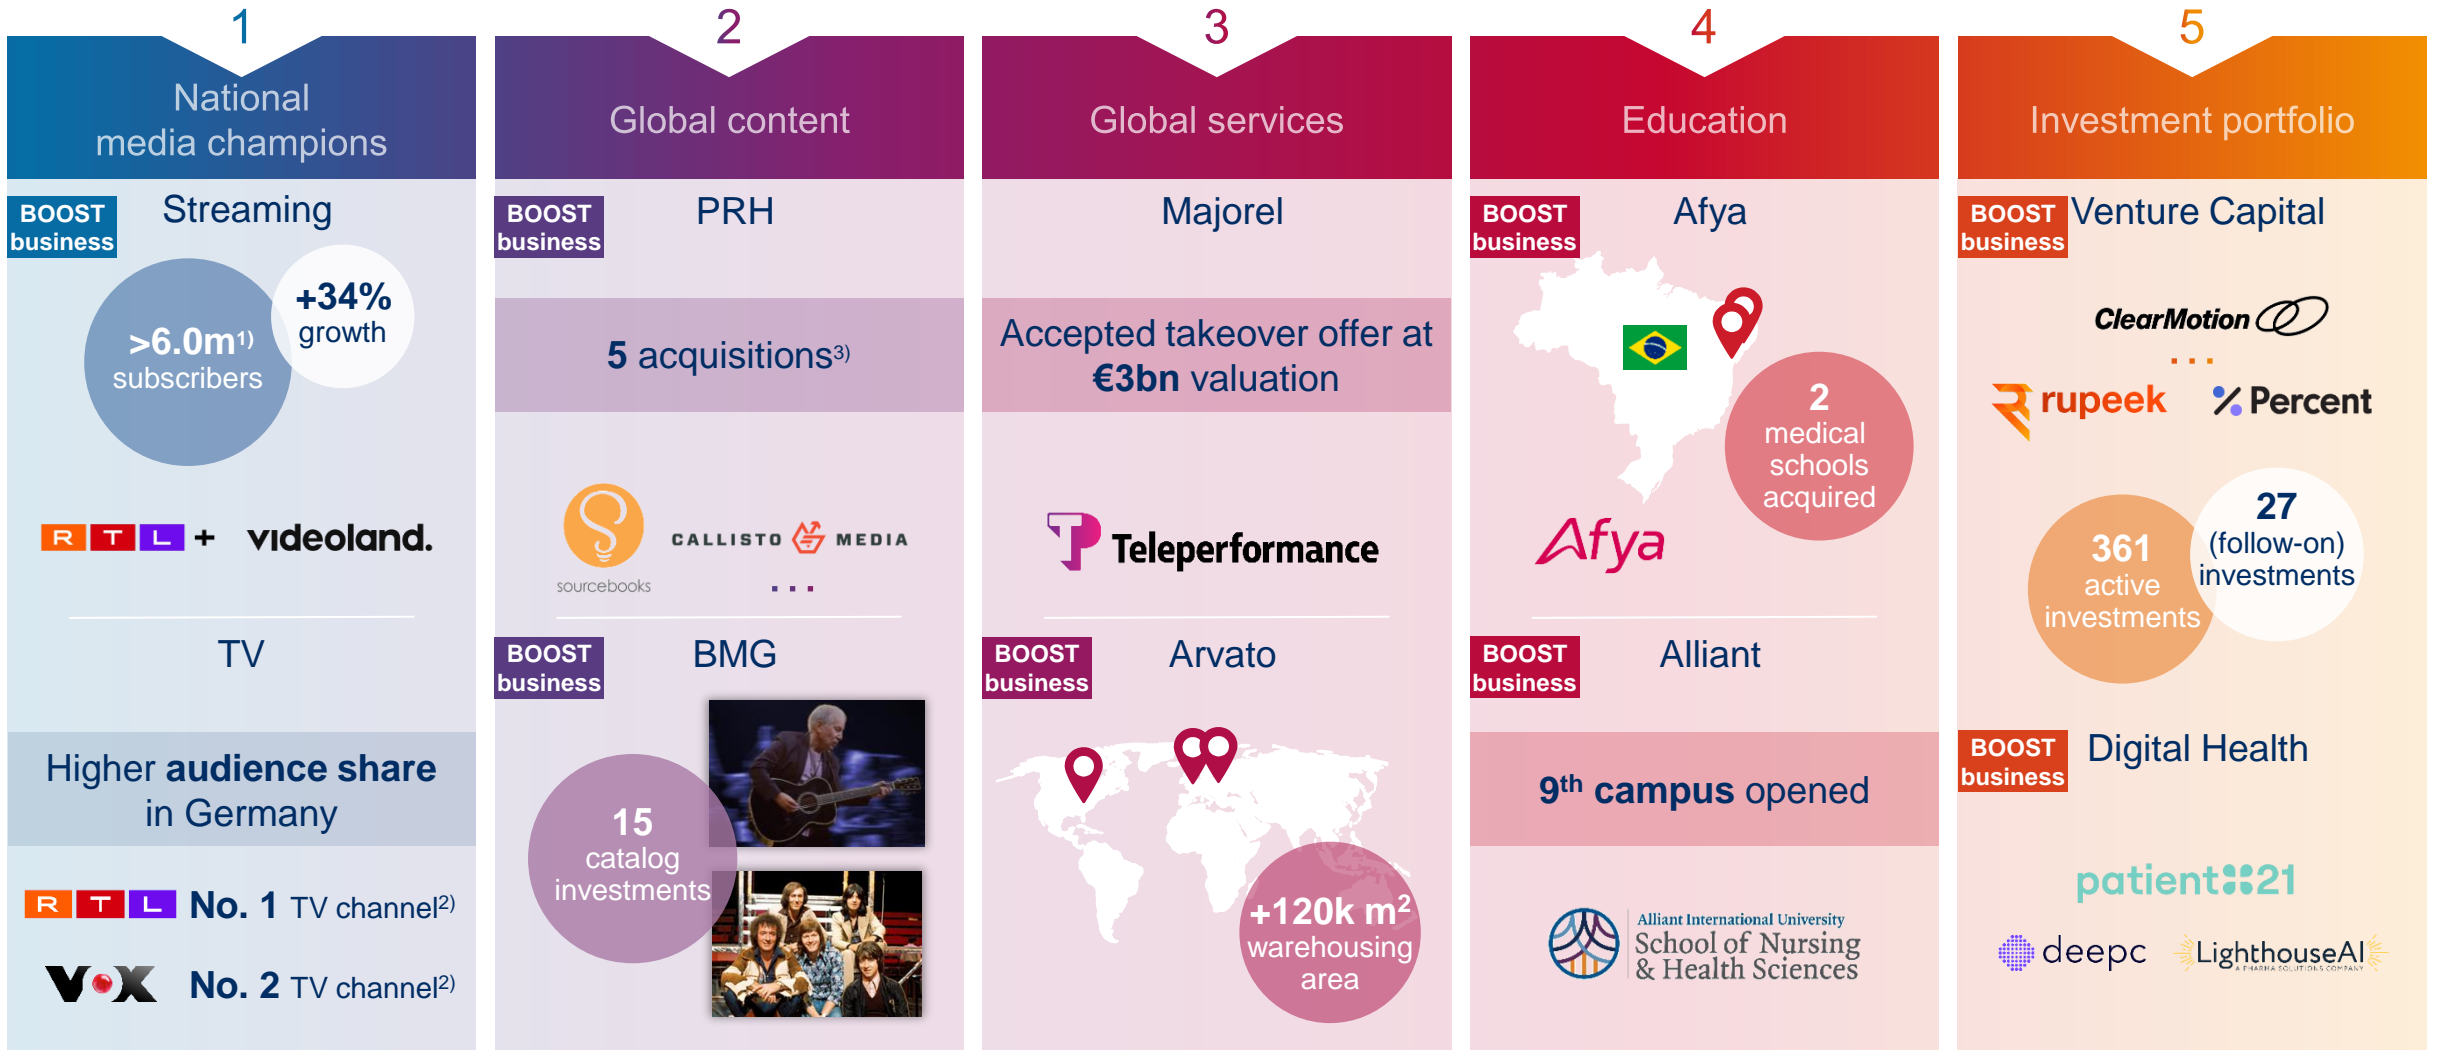 1
National
media champions
BOOST
business
Streaming
>6.0m1)
subscribers
+34%
growth
RTL +
videoland.
TV
Higher audience share
in Germany
RTL No. 1 TV channel2)
VOX No. 2 TV channel2)
2
Global content
BOOST
business
PRH
5 acquisitions3)
sourcebooks
CALLISTO MEDIA
...
BOOST
business
BMG
15
catalog
investments
3
Global services
Majorel
Accepted takeover offer at
€3bn valuation
TP Teleperformance
BOOST
business
Arvato
+120k m2
warehousing
area
4
Education
BOOST
business
Afya
2
medical
schools
acquired
Afya
BOOST
business
Alliant
9th campus opened
Alliant International University
School of Nursing
& Health Sciences
5
Investment portfolio
BOOST
business
Venture Capital
ClearMotion
...
rupeek
Percent
361
active
investments
27
(follow-on)
investments
BOOST
business
Digital Health
patient21
deepc
LighthouseAI
A PHARMA SOLUTIONS COMPANY